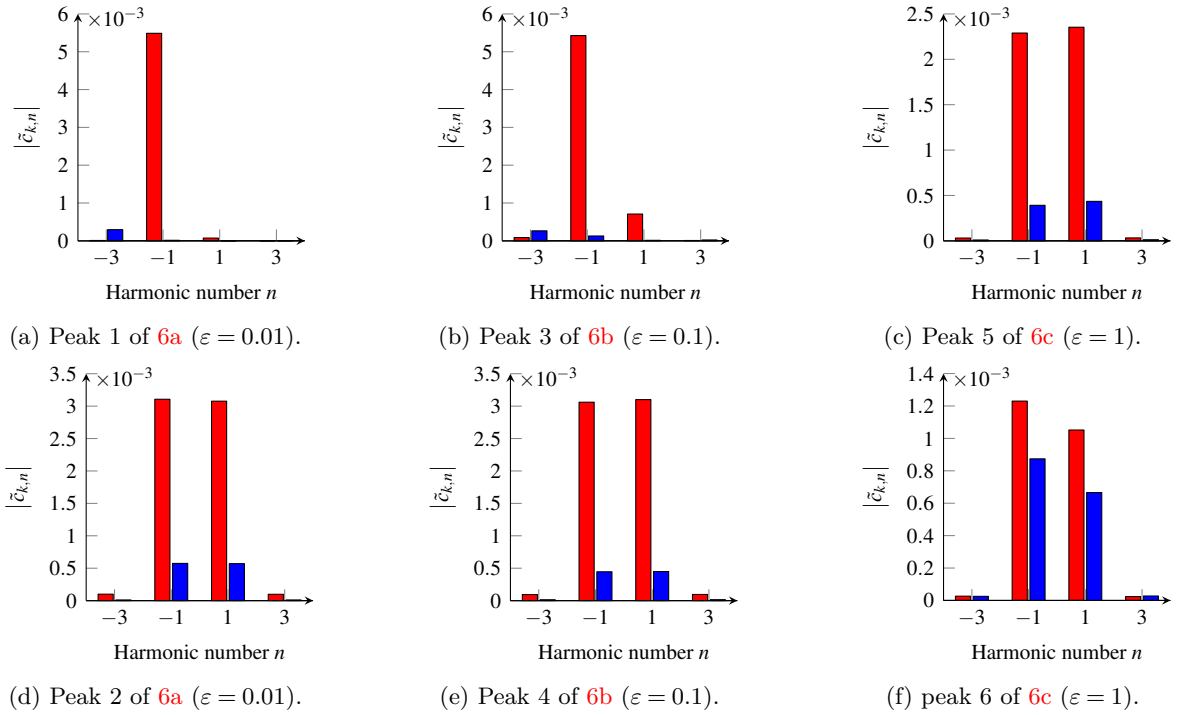 ×10⁻³
6
5
4
3
2
1
0
|c̃k,n|
−3 −1 1 3
Harmonic number n
(a) Peak 1 of 6a (ε = 0.01).
×10⁻³
6
5
4
3
2
1
0
|c̃k,n|
−3 −1 1 3
Harmonic number n
(b) Peak 3 of 6b (ε = 0.1).
×10⁻³
2.5
2
1.5
1
0.5
0
|c̃k,n|
−3 −1 1 3
Harmonic number n
(c) Peak 5 of 6c (ε = 1).
×10⁻³
3.5
3
2.5
2
1.5
1
0.5
0
|c̃k,n|
−3 −1 1 3
Harmonic number n
(d) Peak 2 of 6a (ε = 0.01).
×10⁻³
3.5
3
2.5
2
1.5
1
0.5
0
|c̃k,n|
−3 −1 1 3
Harmonic number n
(e) Peak 4 of 6b (ε = 0.1).
×10⁻³
1.4
1.2
1
0.8
0.6
0.4
0.2
0
|c̃k,n|
−3 −1 1 3
Harmonic number n
(f) peak 6 of 6c (ε = 1).